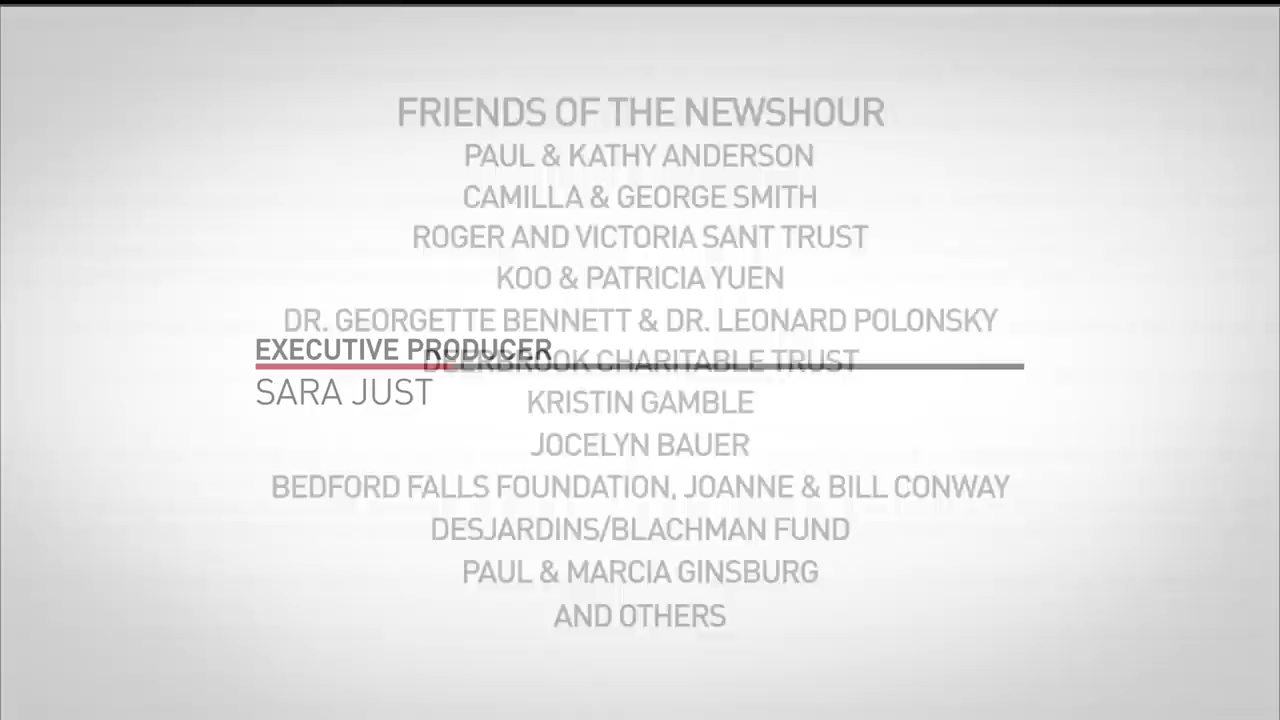 FRIENDS OF THE NEWSHOUR
PAUL & KATHY ANDERSON
CAMILLA & GEORGE SMITH
ROGER AND VICTORIA SANT TRUST
KOO & PATRICIA YUEN
DR. GEORGETTE BENNETT & DR. LEONARD POLONSKY
EXECUTIVE PRODUCER
DEERBROOK CHARITABLE TRUST
SARA JUST
KRISTIN GAMBLE
JOCELYN BAUER
BEDFORD FALLS FOUNDATION, JOANNE & BILL CONWAY
DESJARDINS/BLACHMAN FUND
PAUL & MARCIA GINSBURG
AND OTHERS